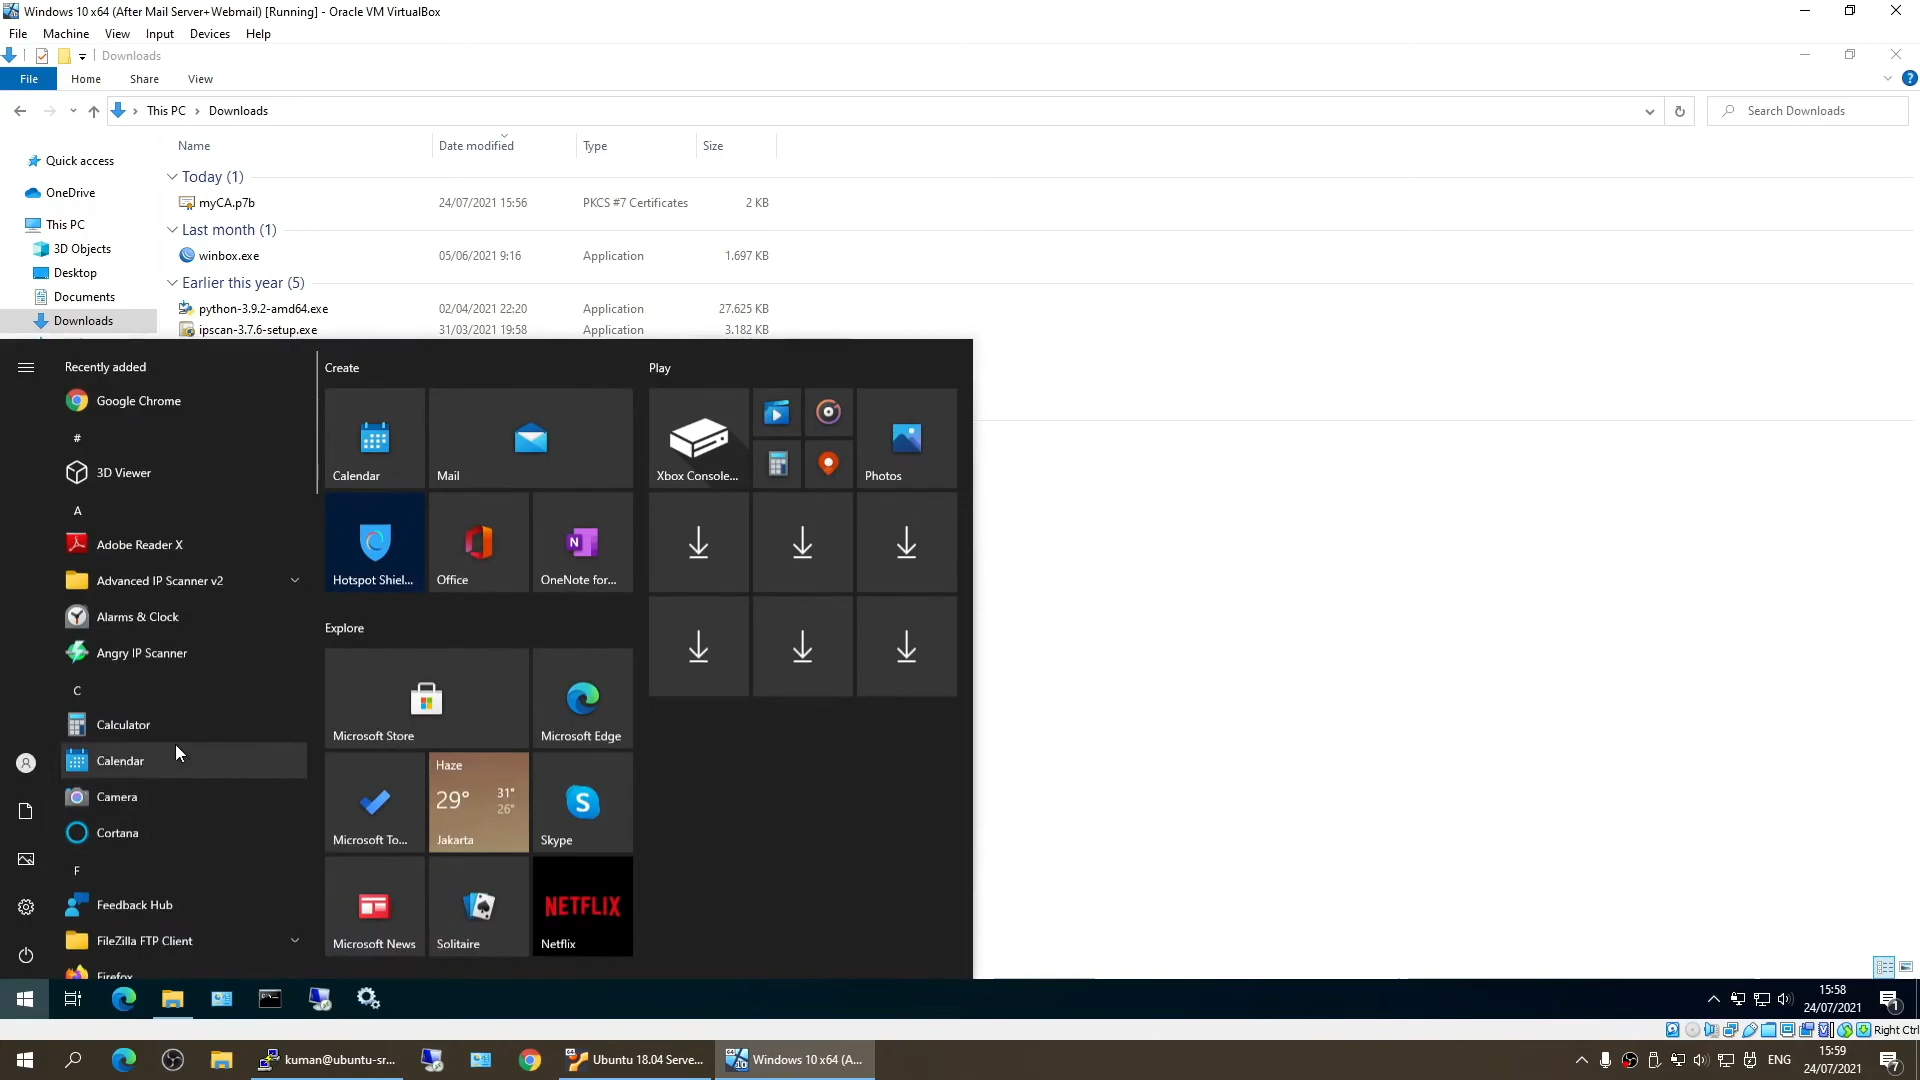 Windows 10 x64 (After Mail Server+Webmail) [Running] - Oracle VM VirtualBox
File Machine View Input Devices Help
Downloads
File Home Share View
This PC › Downloads
Search Downloads
Name Date modified Type Size
Quick access
OneDrive
This PC
3D Objects
Desktop
Documents
Downloads
Today (1)
myCA.p7b 24/07/2021 15:56 PKCS #7 Certificates 2 KB
Last month (1)
winbox.exe 05/06/2021 9:16 Application 1.697 KB
Earlier this year (5)
python-3.9.2-amd64.exe 02/04/2021 22:20 Application 27.625 KB
ipscan-3.7.6-setup.exe 31/03/2021 19:58 Application 3.182 KB
Recently added
Google Chrome
#
3D Viewer
A
Adobe Reader X
Advanced IP Scanner v2
Alarms & Clock
Angry IP Scanner
C
Calculator
Calendar
Camera
Cortana
F
Feedback Hub
FileZilla FTP Client
Firefox
Create
Calendar
Mail
Hotspot Shiel...
Office
N
OneNote for...
Explore
Microsoft Store
Microsoft Edge
Microsoft To...
Haze
29° 31°
26°
Jakarta
S
Skype
Microsoft News
Solitaire
NETFLIX
Netflix
Play
Xbox Console...
Photos
15:58
24/07/2021
1
Right Ctrl
kuman@ubuntu-sr...
Ubuntu 18.04 Serve...
Windows 10 x64 (A...
ENG
15:59
24/07/2021
7